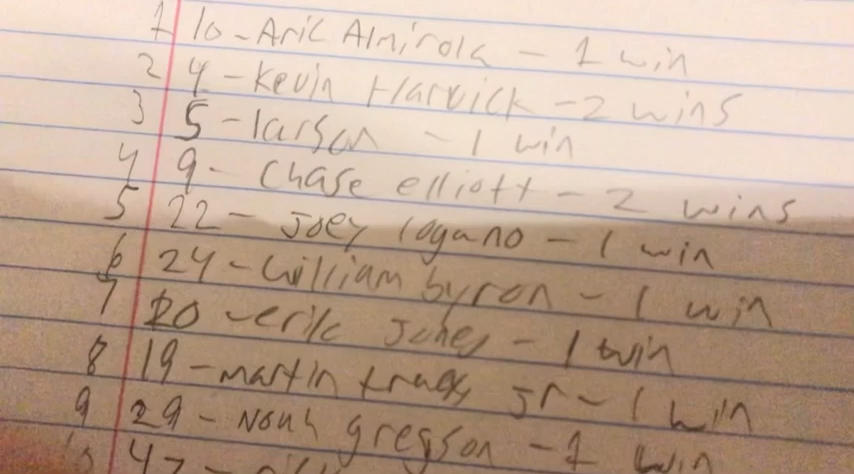 1 10 - Aric Almirola - 1 win
2 4 - Kevin Harvick - 2 wins
3 5 - larson - 1 win
4 9 - Chase elliott - 2 wins
5 22 - Joey logano - 1 win
6 24 - William byron - 1 win
7 20 - erik Jones - 1 win
8 19 - martin truex jr - 1 win
9 29 - Noah gregson - 1 win